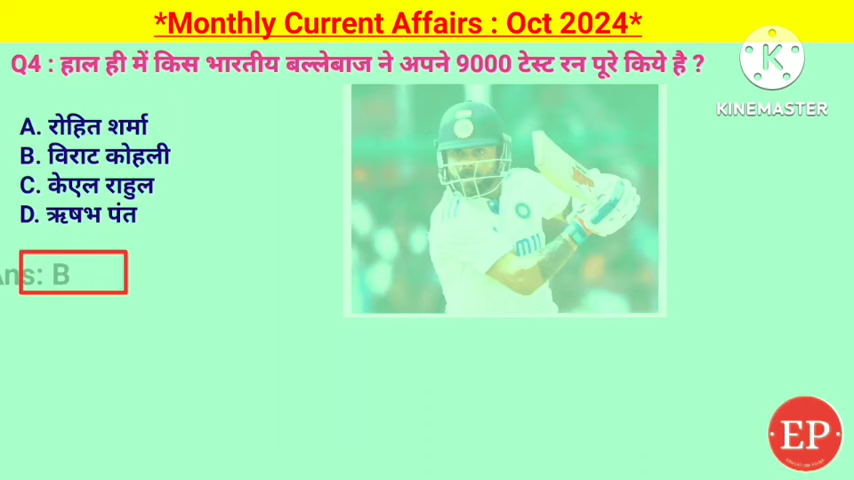 *Monthly Current Affairs : Oct 2024*
Q4 : हाल ही में किस भारतीय बल्लेबाज ने अपने 9000 टेस्ट रन पूरे किये है ?
KINEMASTER
A. रोहित शर्मा
B. विराट कोहली
C. केएल राहुल
D. ऋषभ पंत
Ans: B
EP